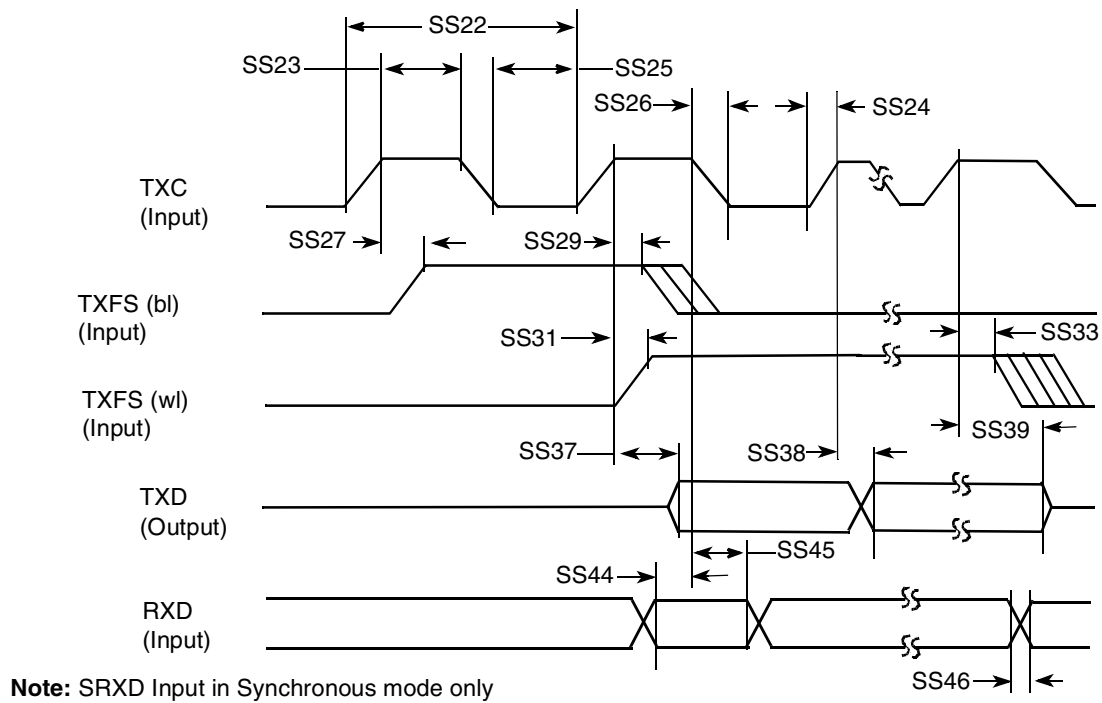 SS22
SS23
SS25
SS26
SS24
TXC
(Input)
SS27
SS29
TXFS (bl)
(Input)
SS31
SS33
TXFS (wl)
(Input)
SS39
SS37
SS38
TXD
(Output)
SS45
SS44
RXD
(Input)
SS46
Note: SRXD Input in Synchronous mode only